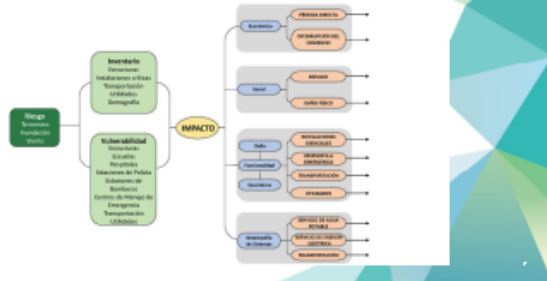 Riesgo
Terremoto
Inundación
Viento
Inventario
Estructuras
Instalaciones críticas
Transportación
Utilidades
Demografía
Vulnerabilidad
Estructuras
Escuelas
Hospitales
Estaciones de Policía
Estaciones de
Bomberos
Centros de Manejo de
Emergencia
Transportación
Utilidades
IMPACTO
Económico
PÉRDIDA DIRECTA
INTERRUPCIÓN DEL
COMERCIO
Social
REFUGIO
DAÑO FÍSICO
Daño
Funcionalidad
INSTALACIONES
ESENCIALES
RESPUESTA A
EMERGENCIA
TRANSPORTACIÓN
UTILIDADES
Desempeño
de Sistemas
SERVICIO DE AGUA
POTABLE
SERVICIO DE ENERGÍA
ELÉCTRICA
TRANSPORTACIÓN